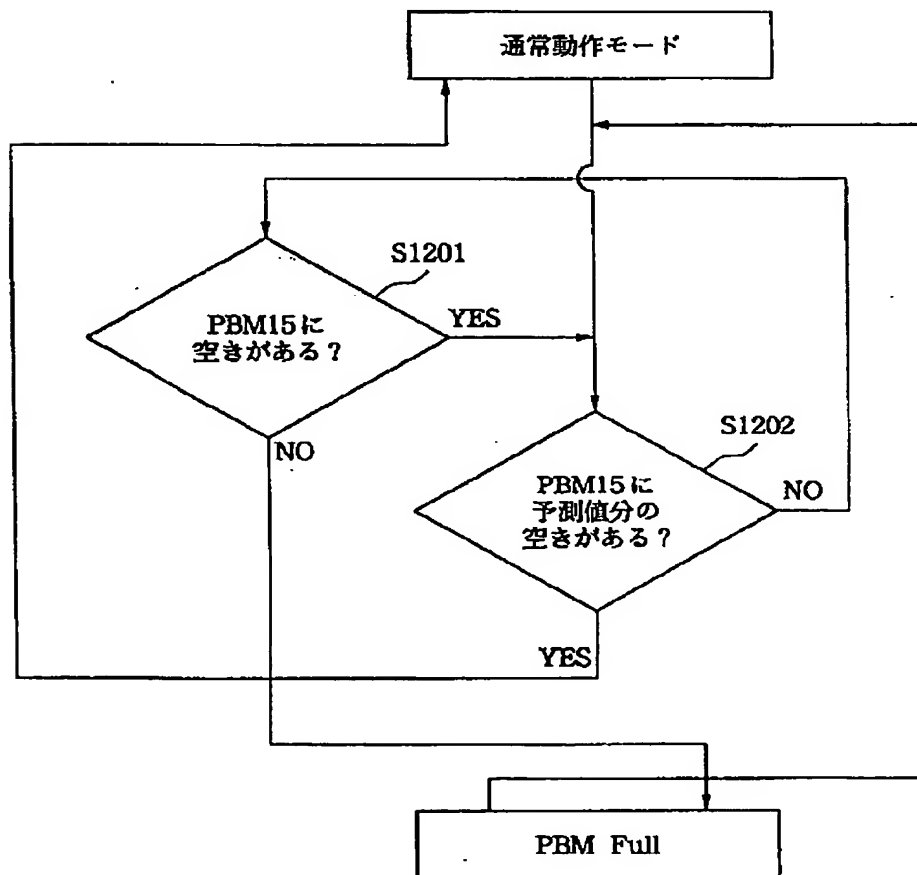 通常動作モード
S1201
PBM15に
空きがある?
YES
NO
S1202
PBM15に
予測値分の
空きがある?
NO
YES
PBM Full